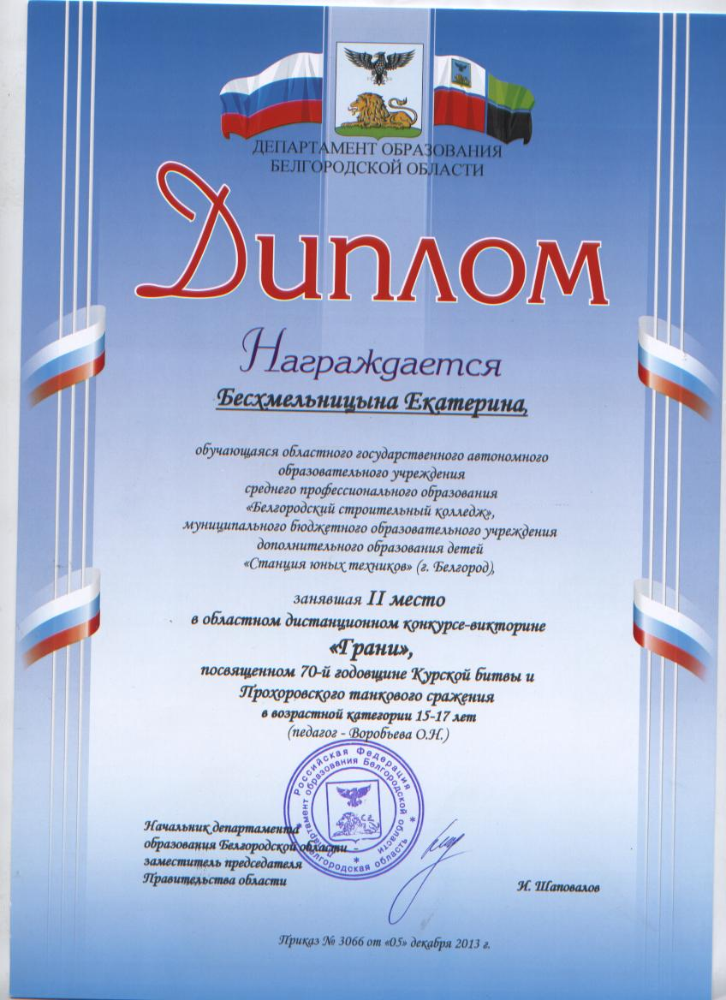 ДЕПАРТАМЕНТ ОБРАЗОВАНИЯ
БЕЛГОРОДСКОЙ ОБЛАСТИ
Диплом
Награждается
Бесхмельницына Екатерина,
обучающаяся областного государственного автономного
образовательного учреждения
среднего профессионального образования
«Белгородский строительный колледж»,
муниципального бюджетного образовательного учреждения
дополнительного образования детей
«Станция юных техников» (г. Белгород),
занявшая II место
в областном дистанционном конкурсе-викторине
«Грани»,
посвященном 70-й годовщине Курской битвы и
Прохоровского танкового сражения
в возрастной категории 15-17 лет
(педагог - Воробьева О.Н.)
Российская Федерация
Департамент образования Белгородской области
Белгородская область
Начальник департамента
образования Белгородской области -
заместитель председателя
Правительства области
И. Шаповалов
Приказ № 3066 от «05» декабря 2013 г.